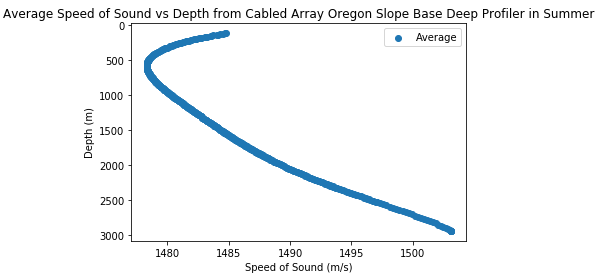 Average Speed of Sound vs Depth from Cabled Array Oregon Slope Base Deep Profiler in Summer
Average
0
500
1000
1500
2000
2500
3000
Depth (m)
1480 1485 1490 1495 1500
Speed of Sound (m/s)